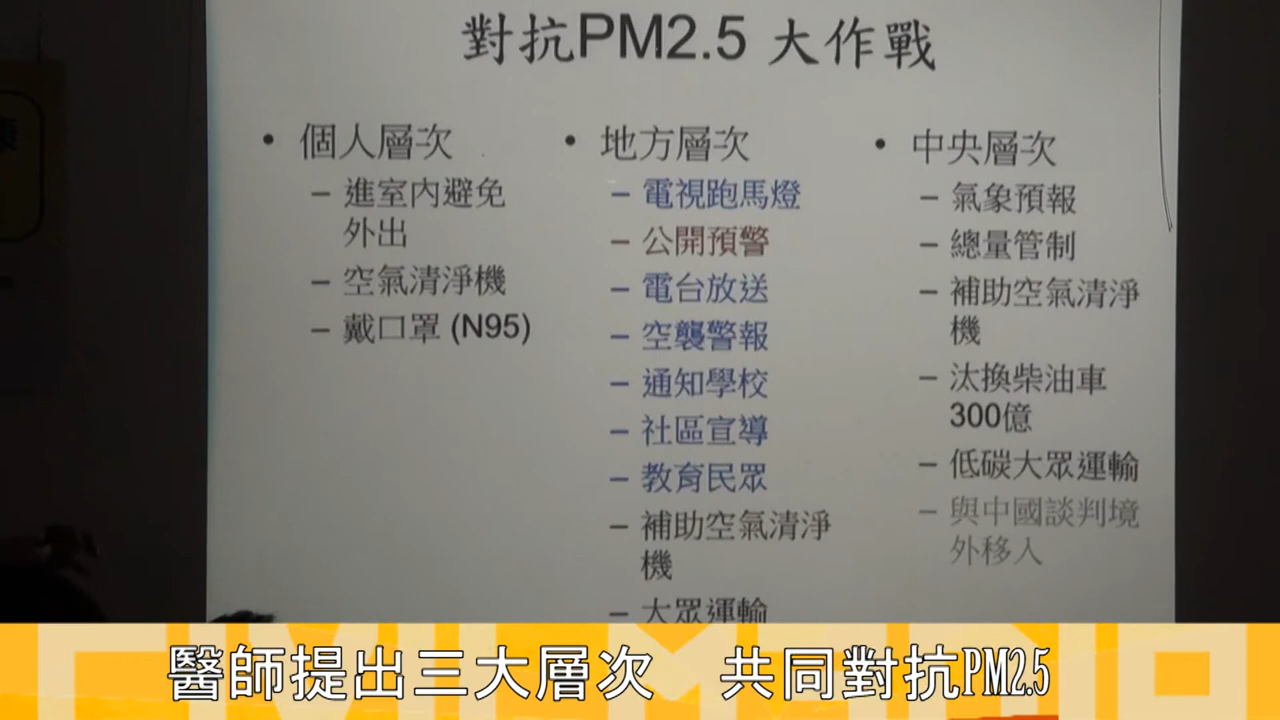 對抗PM2.5 大作戰
• 個人層次
– 進室內避免
外出
– 空氣清淨機
– 戴口罩 (N95)
• 地方層次
– 電視跑馬燈
– 公開預警
– 電台放送
– 空襲警報
– 通知學校
– 社區宣導
– 教育民眾
– 補助空氣清淨
機
– 大眾運輸
• 中央層次
– 氣象預報
– 總量管制
– 補助空氣清淨
機
– 汰換柴油車
300億
– 低碳大眾運輸
– 與中國談判境
外移入
醫師提出三大層次 共同對抗PM2.5